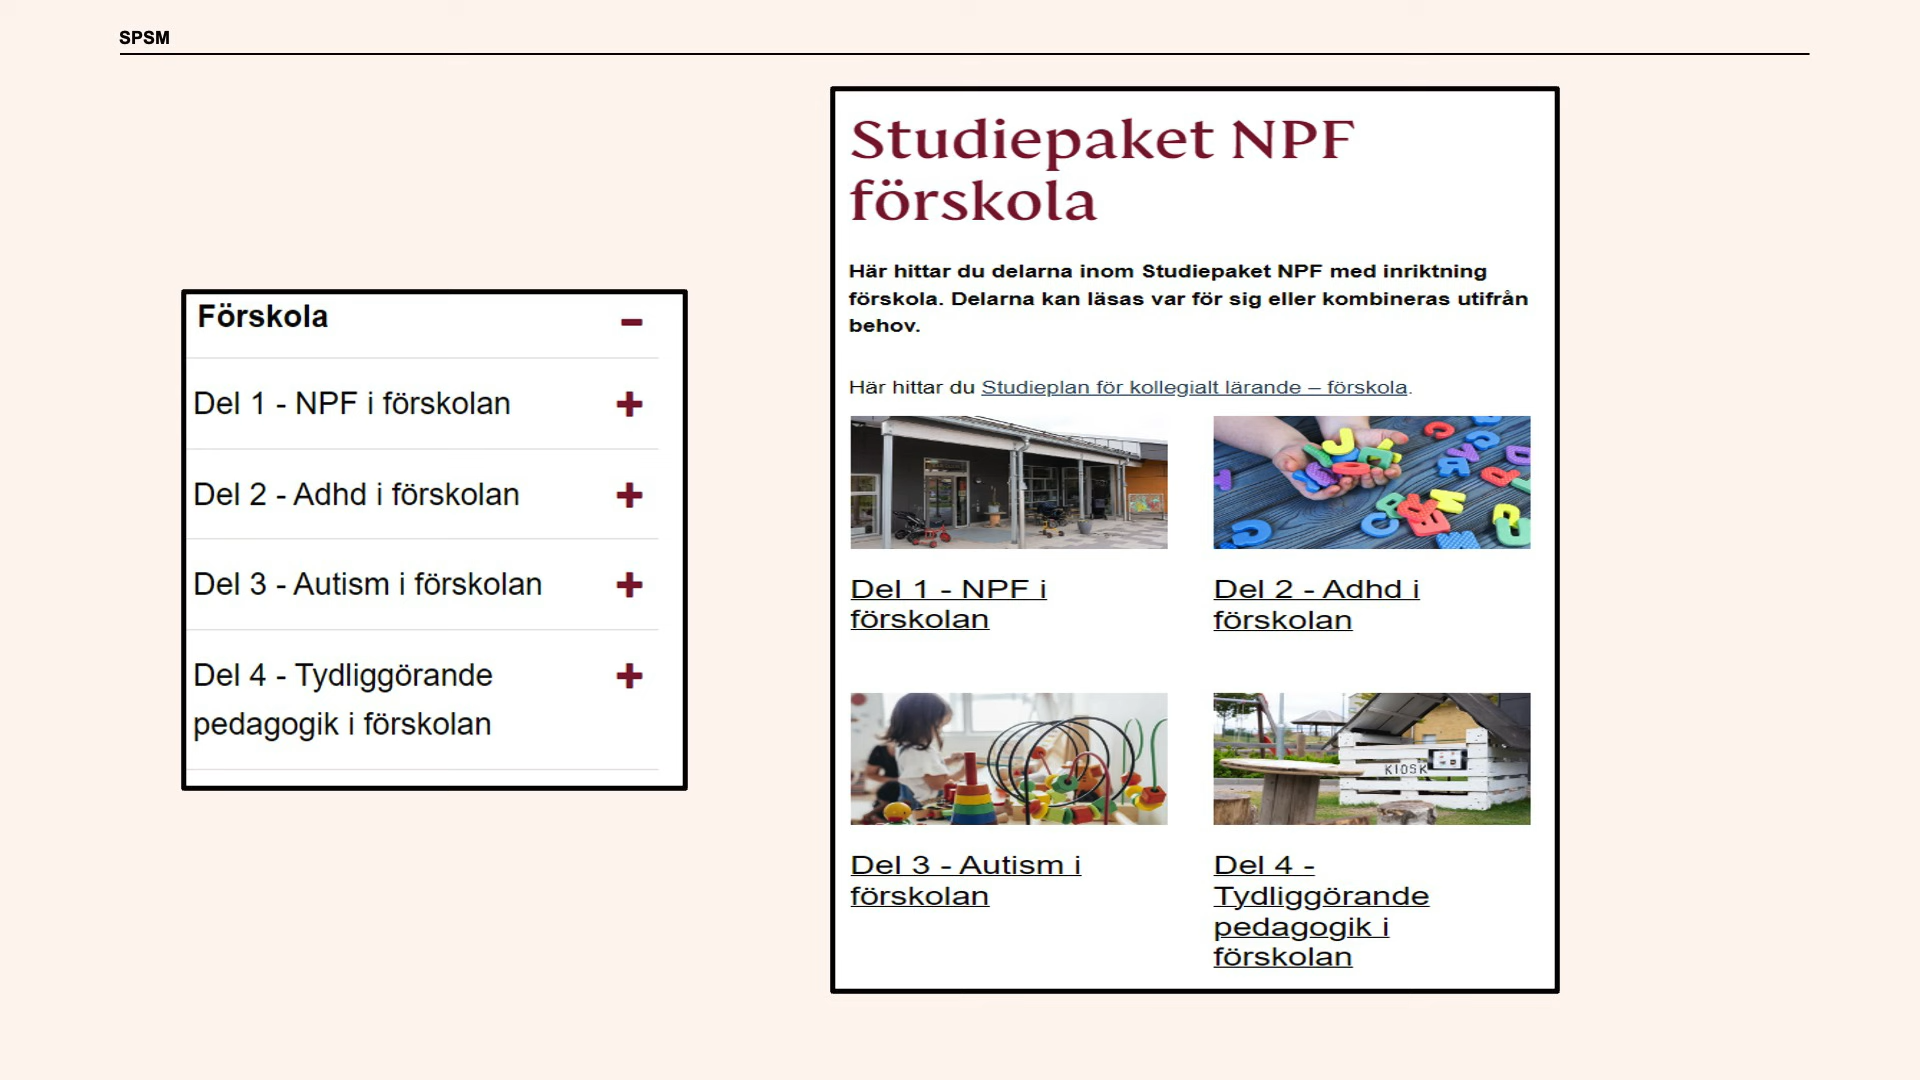 SPSM
Förskola
Del 1 - NPF i förskolan
Del 2 - Adhd i förskolan
Del 3 - Autism i förskolan
Del 4 - Tydliggörande
pedagogik i förskolan
Studiepaket NPF
förskola
Här hittar du delarna inom Studiepaket NPF med inriktning
förskola. Delarna kan läsas var för sig eller kombineras utifrån
behov.
Här hittar du Studieplan för kollegialt lärande – förskola.
Del 1 - NPF i
förskolan
Del 2 - Adhd i
förskolan
KIOSK
Del 3 - Autism i
förskolan
Del 4 -
Tydliggörande
pedagogik i
förskolan